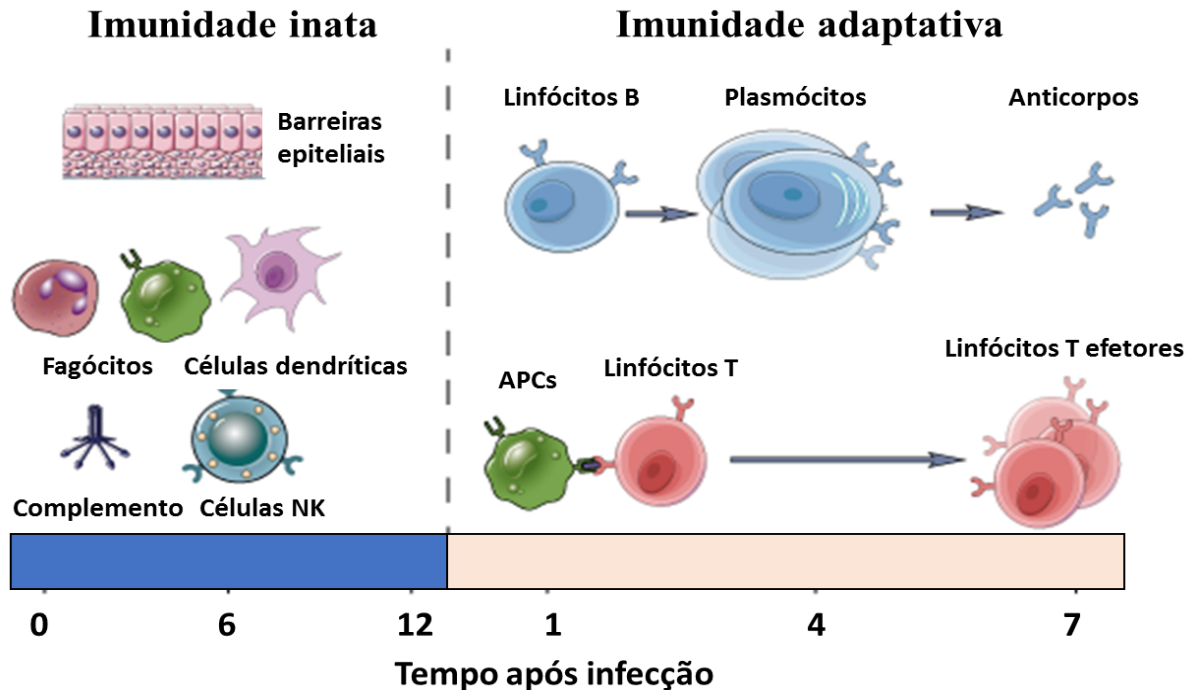 Imunidade inata
Imunidade adaptativa
Barreiras
epiteliais
Fagócitos
Células dendríticas
Complemento
Células NK
Linfócitos B
Plasmócitos
Anticorpos
APCs
Linfócitos T
Linfócitos T efetores
0
6
12
1
4
7
Tempo após infecção